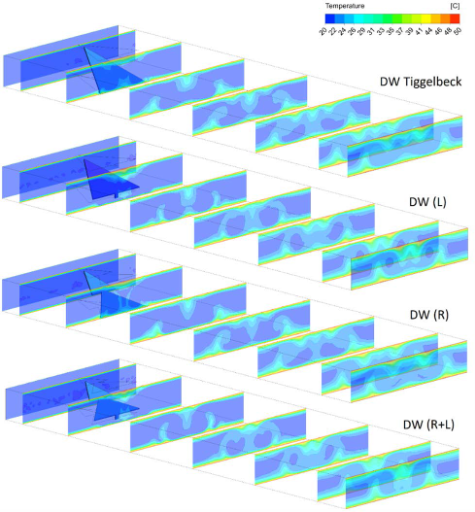 Temperature [C]
20 22 24 26 29 31 33 35 37 39 41 44 46 48 50
DW Tiggelbeck
DW (L)
DW (R)
DW (R+L)